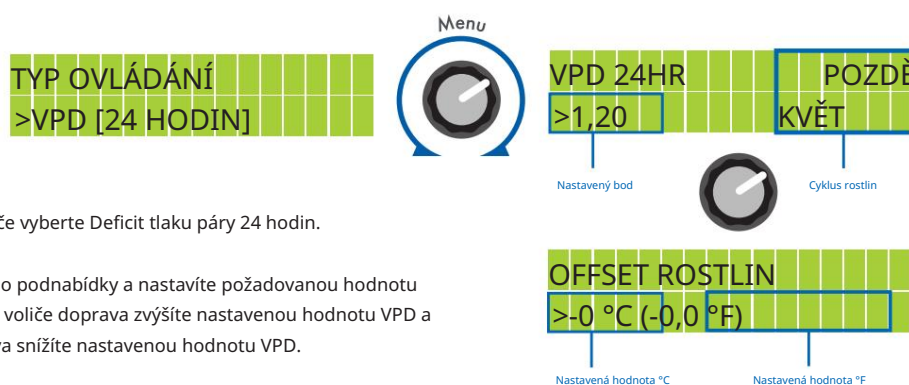 Menu
TYP OVLÁDÁNÍ
>VPD [24 HODIN]
VPD 24HR POZDĚ
>1,20 KVĚT
Nastavený bod Cyklus rostlin
če vyberte Deficit tlaku páry 24 hodin.
o podnabídky a nastavíte požadovanou hodnotu
voliče doprava zvýšíte nastavenou hodnotu VPD a
va snížíte nastavenou hodnotu VPD.
OFFSET ROSTLIN
>-0 °C (-0,0 °F)
Nastavená hodnota °C Nastavená hodnota °F